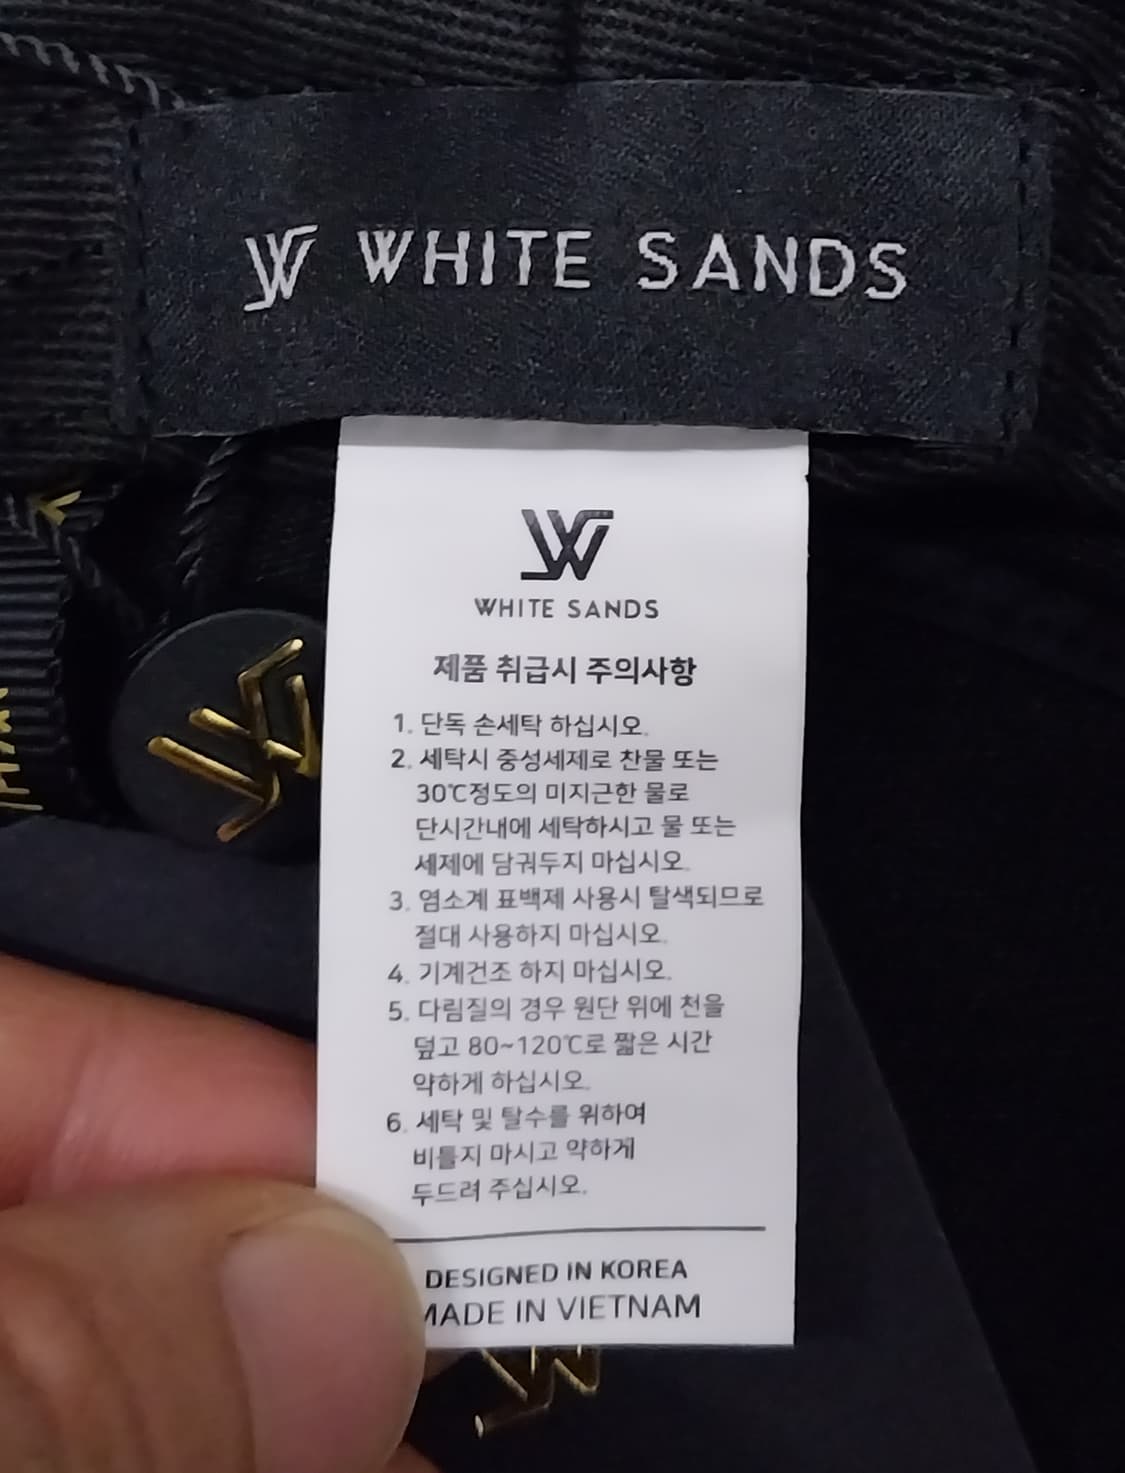 WHITE SANDS
WHITE SANDS
제품 취급시 주의사항
1. 단독 손세탁 하십시오.
2. 세탁시 중성세제로 찬물 또는
30℃정도의 미지근한 물로
단시간내에 세탁하시고 물 또는
세제에 담궈두지 마십시오.
3. 염소계 표백제 사용시 탈색되므로
절대 사용하지 마십시오.
4. 기계건조 하지 마십시오.
5. 다림질의 경우 원단 위에 천을
덮고 80~120℃로 짧은 시간
약하게 하십시오.
6. 세탁 및 탈수를 위하여
비틀지 마시고 약하게
두드려 주십시오.
DESIGNED IN KOREA
MADE IN VIETNAM